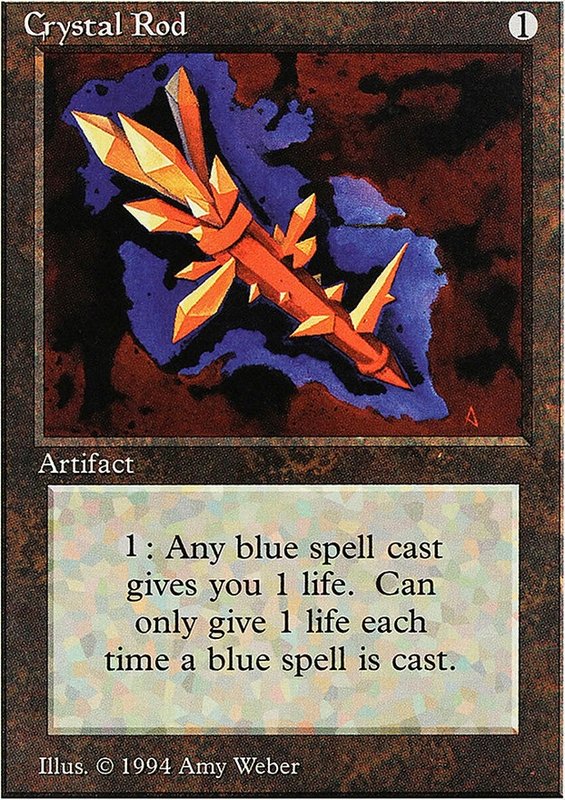 Crystal Rod 1
Artifact
1: Any blue spell cast
gives you 1 life. Can
only give 1 life each
time a blue spell is cast.
Illus. © 1994 Amy Weber